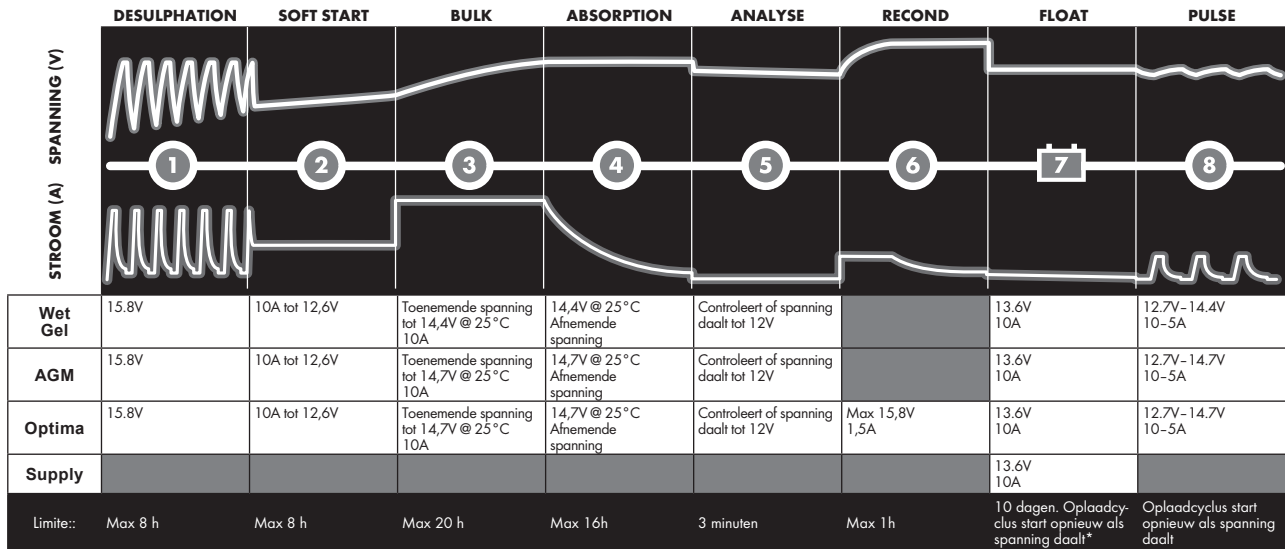 DESULPHATION SOFT START BULK ABSORPTION ANALYSE RECOND FLOAT PULSE
SPANNING (V)
STROOM (A)
1 2 3 4 5 6 7 8
Wet
Gel
15.8V
10A tot 12,6V
Toenemende spanning
tot 14,4V @ 25°C
10A
14,4V @ 25°C
Afnemende
spanning
Controleert of spanning
daalt tot 12V
13.6V
10A
12.7V–14.4V
10–5A
AGM
15.8V
10A tot 12,6V
Toenemende spanning
tot 14,7V @ 25°C
10A
14,7V @ 25°C
Afnemende
spanning
Controleert of spanning
daalt tot 12V
13.6V
10A
12.7V–14.7V
10–5A
Optima
15.8V
10A tot 12,6V
Toenemende spanning
tot 14,7V @ 25°C
10A
14,7V @ 25°C
Afnemende
spanning
Controleert of spanning
daalt tot 12V
Max 15,8V
1,5A
13.6V
10A
12.7V–14.7V
10–5A
Supply
13.6V
10A
Limite::
Max 8 h
Max 8 h
Max 20 h
Max 16h
3 minuten
Max 1h
10 dagen. Oplaadcy-
clus start opnieuw als
spanning daalt*
Oplaadcyclus start
opnieuw als spanning
daalt